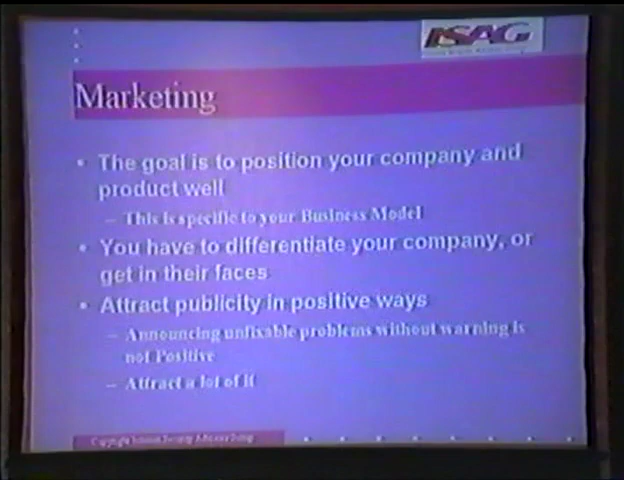 ISAG
Marketing
• The goal is to position your company and
product well
– This is specific to your Business Model
• You have to differentiate your company, or
get in their faces
• Attract publicity in positive ways
– Announcing unfixable problems without warning is
not Positive
– Attract a lot of it